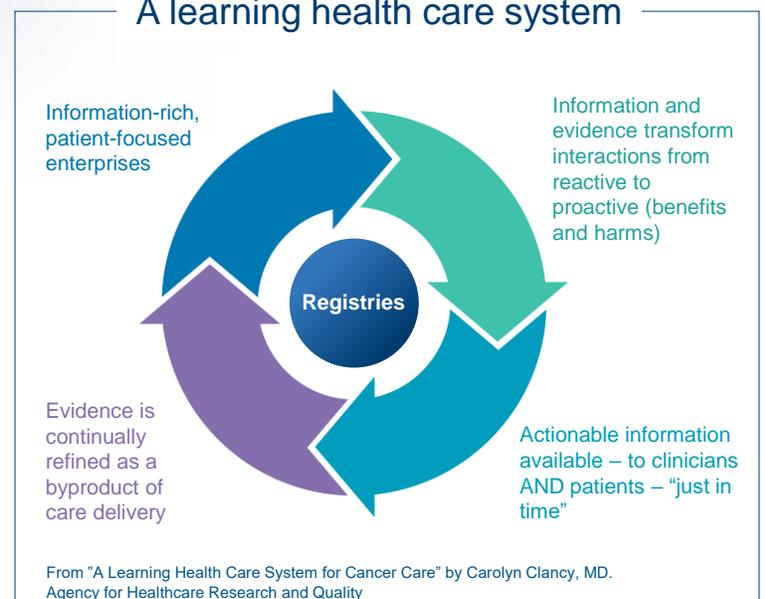 A learning health care system
Information-rich,
patient-focused
enterprises
Information and
evidence transform
interactions from
reactive to
proactive (benefits
and harms)
Registries
Evidence is
continually
refined as a
byproduct of
care delivery
Actionable information
available – to clinicians
AND patients – “just in
time”
From ”A Learning Health Care System for Cancer Care” by Carolyn Clancy, MD.
Agency for Healthcare Research and Quality